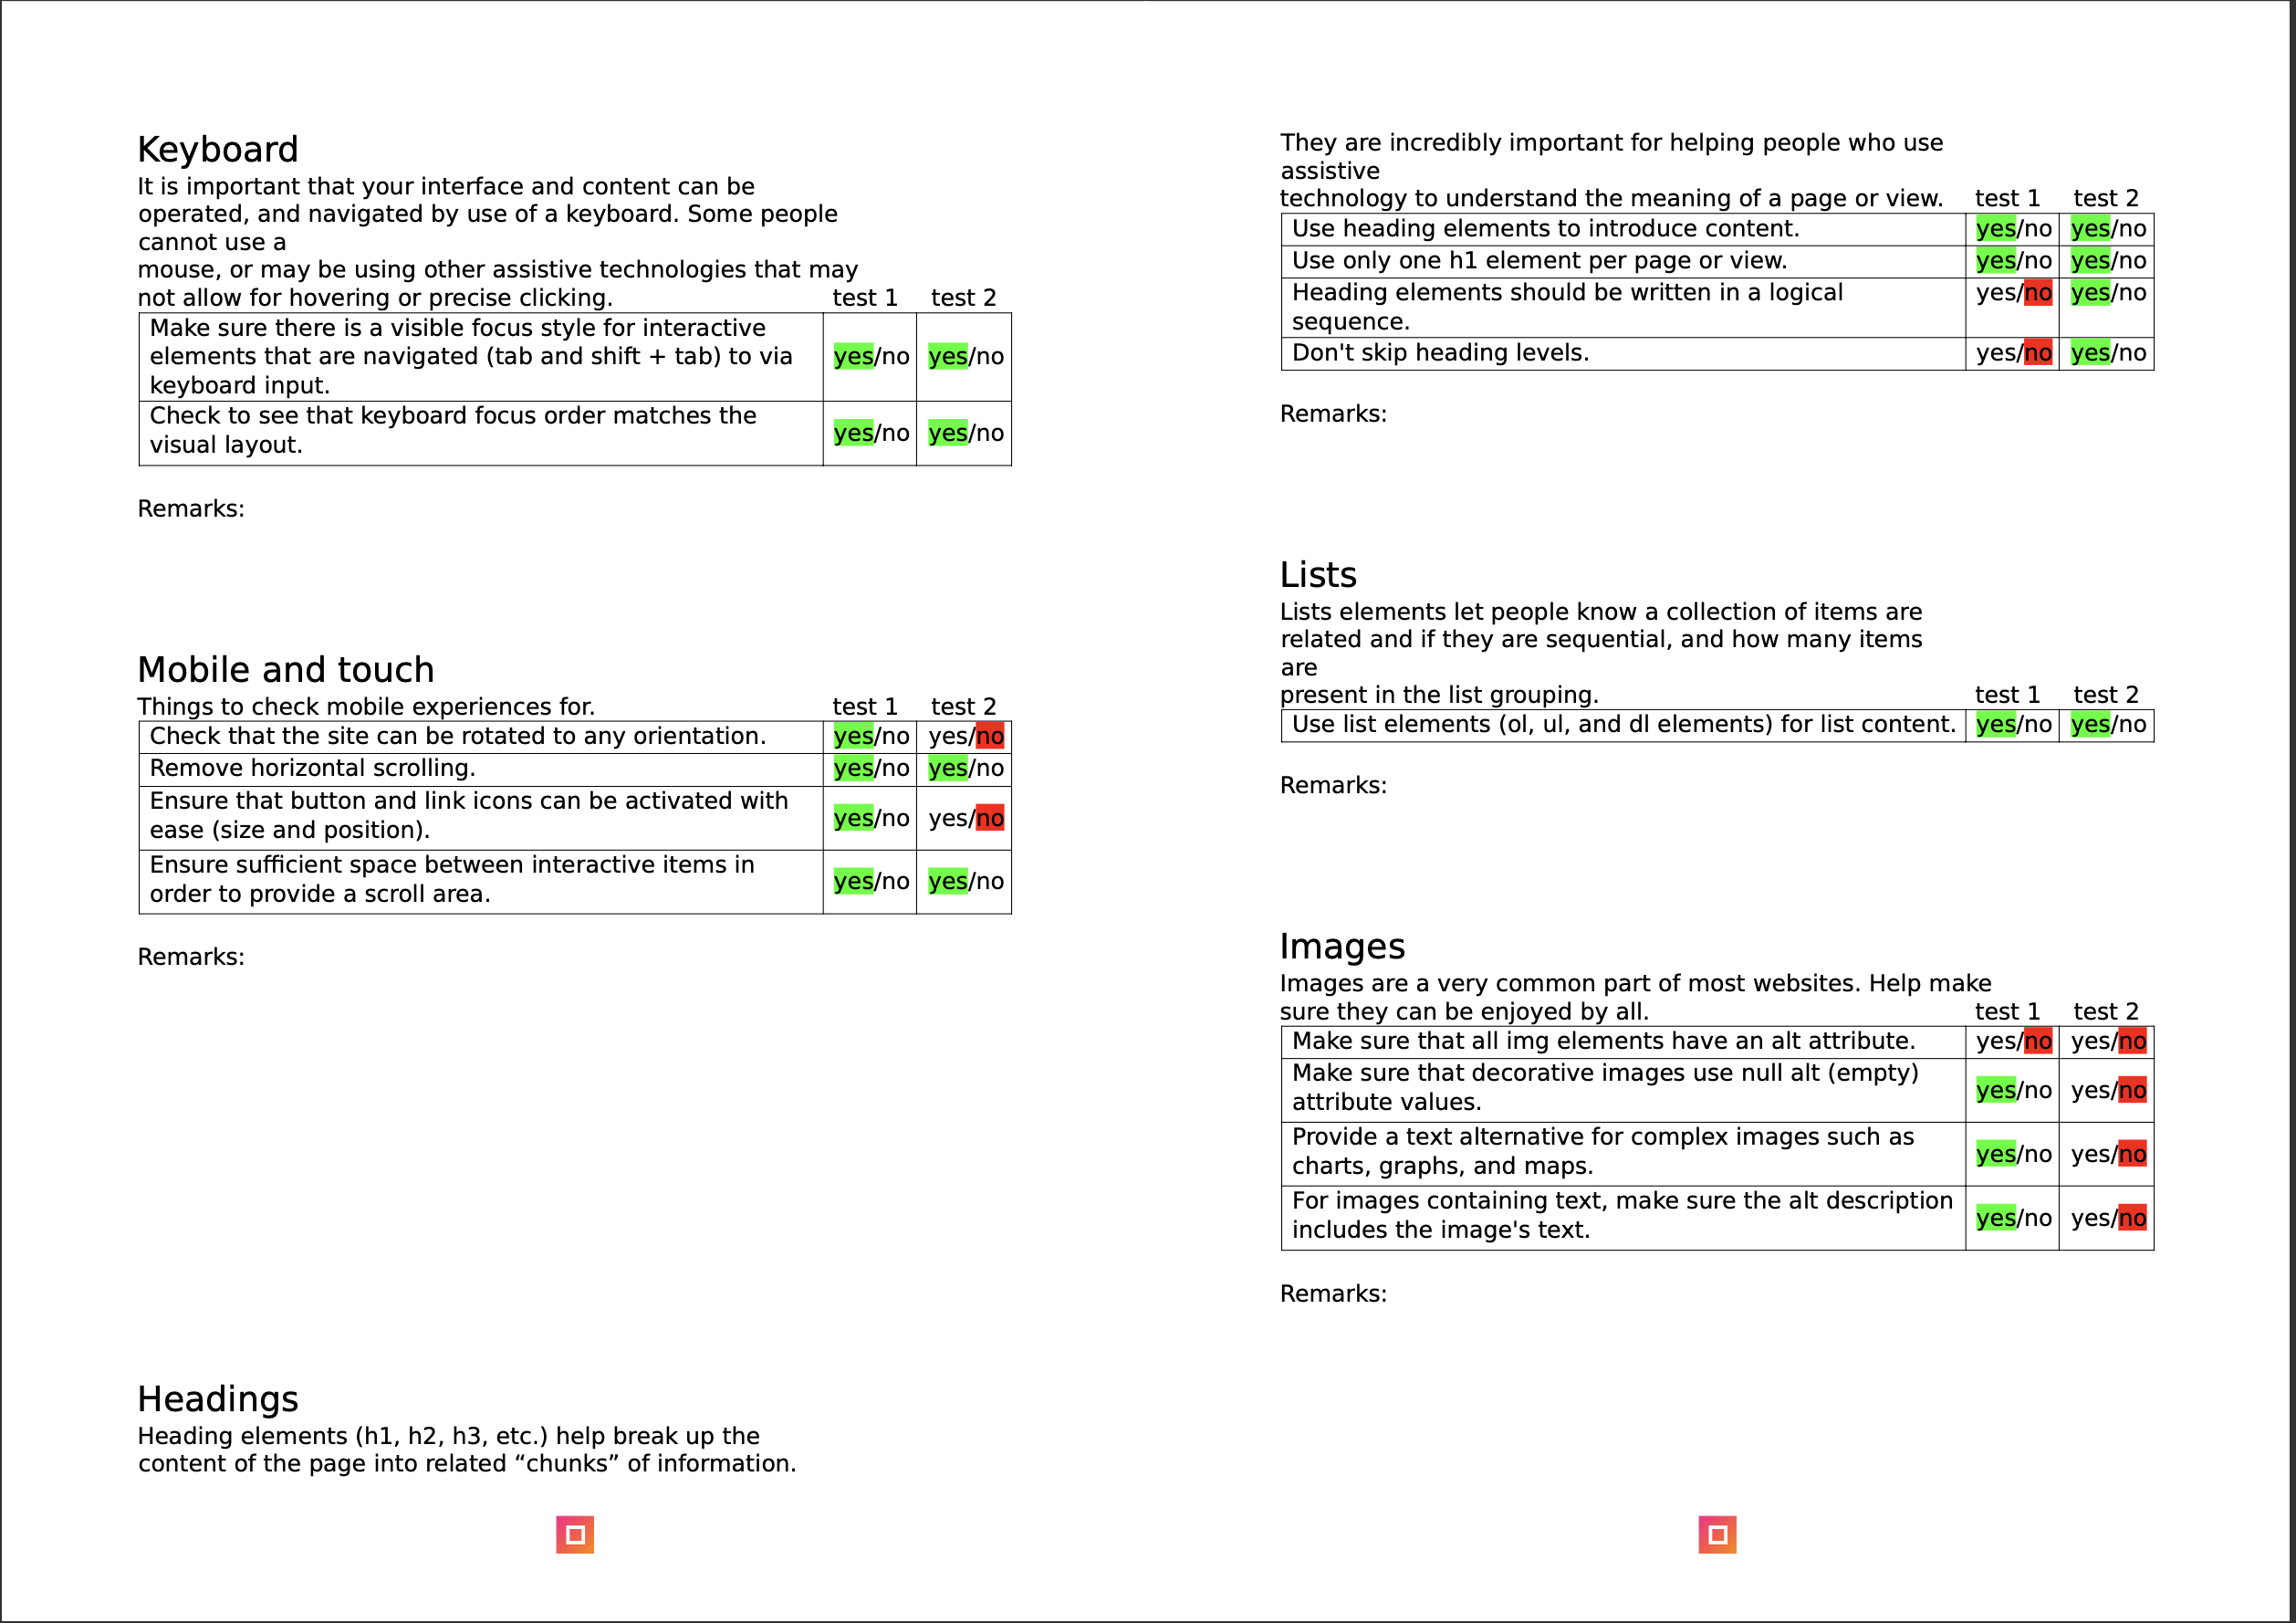 Keyboard
It is important that your interface and content can be
operated, and navigated by use of a keyboard. Some people
cannot use a
mouse, or may be using other assistive technologies that may
not allow for hovering or precise clicking. test 1 test 2
Make sure there is a visible focus style for interactive
elements that are navigated (tab and shift + tab) to via yes/no yes/no
keyboard input.
Check to see that keyboard focus order matches the
visual layout. yes/no yes/no
Remarks:
Mobile and touch
Things to check mobile experiences for. test 1 test 2
Check that the site can be rotated to any orientation. yes/no yes/no
Remove horizontal scrolling. yes/no yes/no
Ensure that button and link icons can be activated with
ease (size and position). yes/no yes/no
Ensure sufficient space between interactive items in
order to provide a scroll area. yes/no yes/no
Remarks:
Headings
Heading elements (h1, h2, h3, etc.) help break up the
content of the page into related “chunks” of information.
They are incredibly important for helping people who use
assistive
technology to understand the meaning of a page or view. test 1 test 2
Use heading elements to introduce content. yes/no yes/no
Use only one h1 element per page or view. yes/no yes/no
Heading elements should be written in a logical yes/no yes/no
sequence.
Don't skip heading levels. yes/no yes/no
Remarks:
Lists
Lists elements let people know a collection of items are
related and if they are sequential, and how many items
are
present in the list grouping. test 1 test 2
Use list elements (ol, ul, and dl elements) for list content. yes/no yes/no
Remarks:
Images
Images are a very common part of most websites. Help make
sure they can be enjoyed by all. test 1 test 2
Make sure that all img elements have an alt attribute. yes/no yes/no
Make sure that decorative images use null alt (empty)
attribute values. yes/no yes/no
Provide a text alternative for complex images such as
charts, graphs, and maps. yes/no yes/no
For images containing text, make sure the alt description
includes the image's text. yes/no yes/no
Remarks: